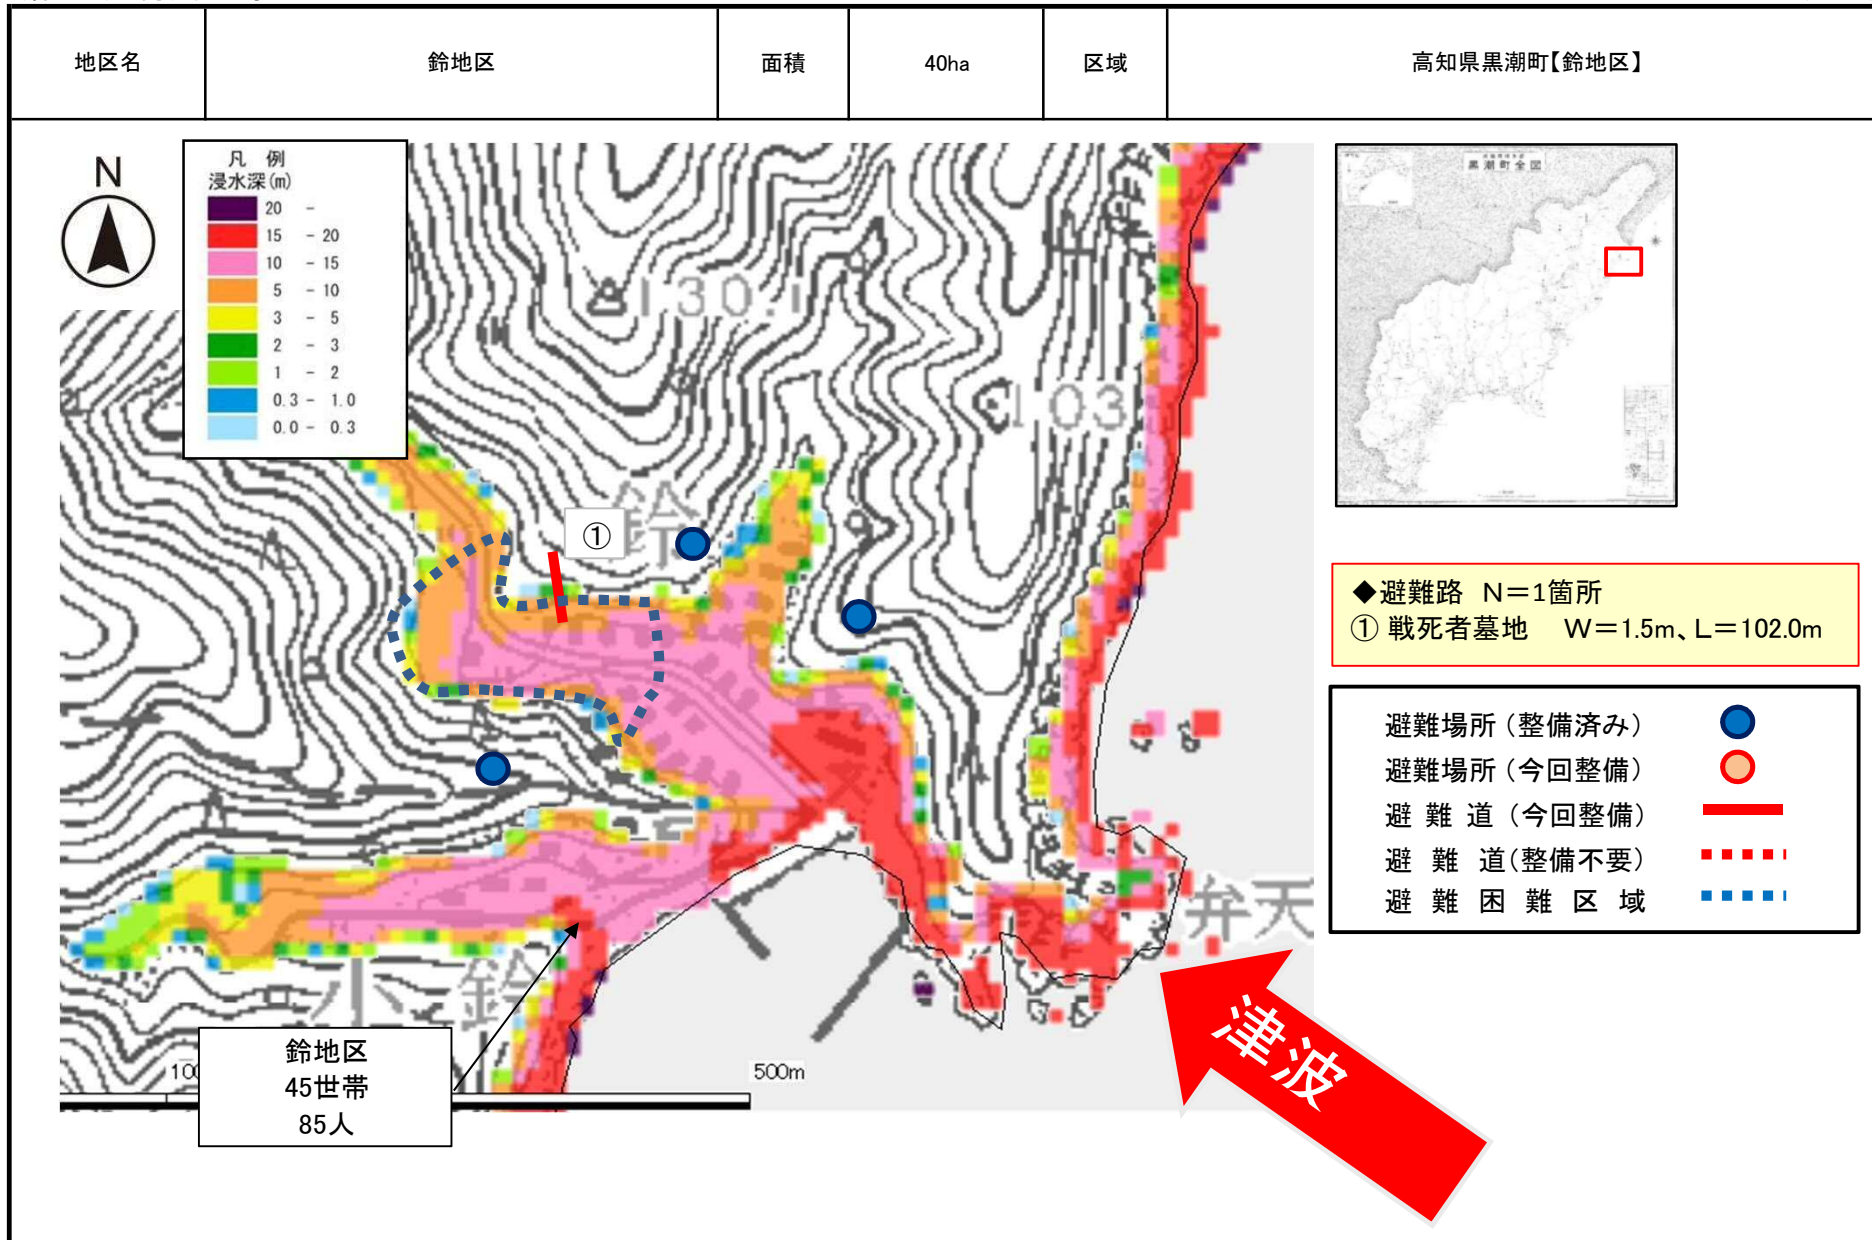 地区名 鈴地区 面積 40ha 区域 高知県黒潮町【鈴地区】
N
凡 例
浸水深(m)
20 -
15 - 20
10 - 15
5 - 10
3 - 5
2 - 3
1 - 2
0.3 - 1.0
0.0 - 0.3
130.1
103
鈴
①
弁天
小鈴
黒潮町全図
◆避難路 N＝1箇所
① 戦死者墓地 W＝1.5m、L＝102.0m
避難場所（整備済み）
避難場所（今回整備）
避 難 道（今回整備）
避 難 道(整備不要)
避 難 困 難 区 域
津波
鈴地区
45世帯
85人
500m